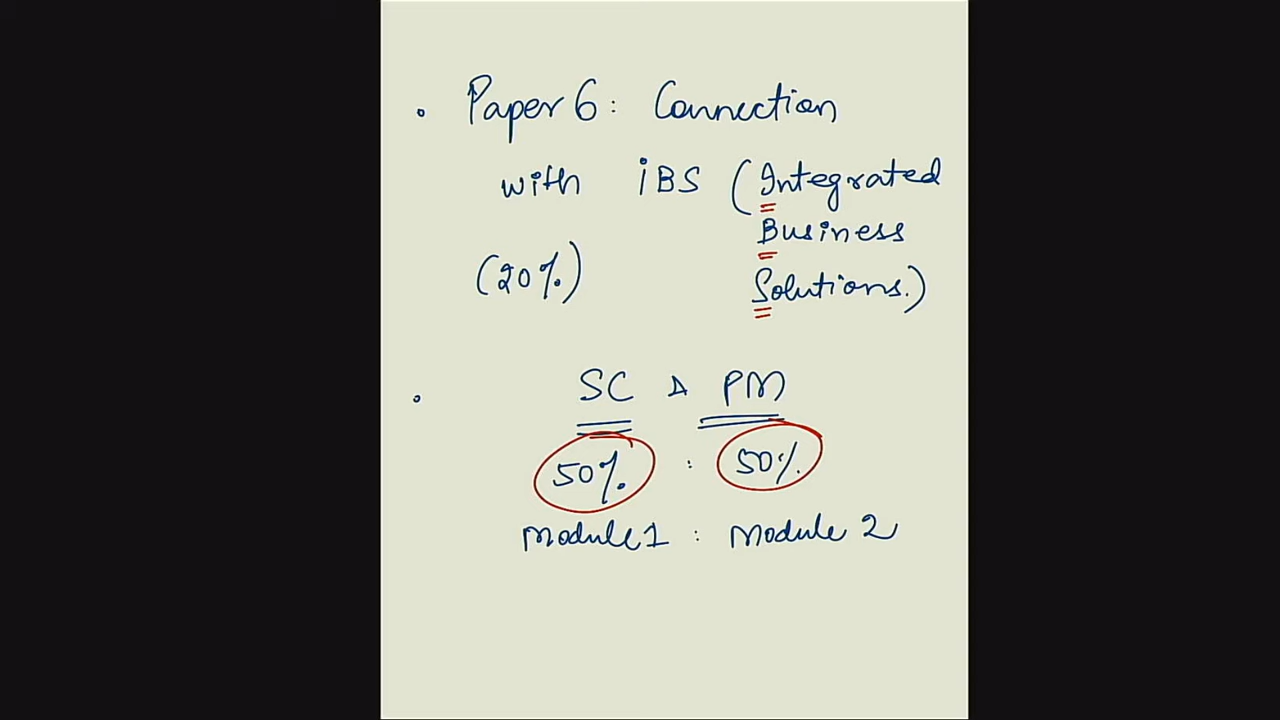 • Paper 6: Connection
with iBS (Integrated
Business
(20%) Solutions.)
• SC & PM
50% : 50%
Module 1 : Module 2